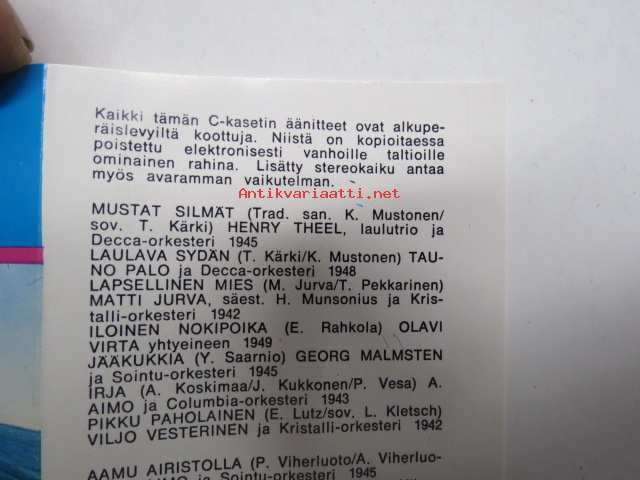 Kaikki tämän C-kasetin äänitteet ovat alkupe-
räislevyiltä koottuja. Niistä on kopioitaessa
poistettu elektronisesti vanhoille taltioille
ominainen rahina. Lisätty stereokaiku antaa
myös avaramman vaikutelman.
Antikvariaatti.net
MUSTAT SILMÄT (Trad. san. K. Mustonen/
sov. T. Kärki) HENRY THEEL, laulutrio ja
Decca-orkesteri 1945
LAULAVA SYDÄN (T. Kärki/K. Mustonen) TAU-
NO PALO ja Decca-orkesteri 1948
LAPSELLINEN MIES (M. Jurva/T. Pekkarinen)
MATTI JURVA, säest. H. Munsonius ja Kris-
talli-orkesteri 1942
ILOINEN NOKIPOIKA (E. Rahkola) OLAVI
VIRTA yhtyeineen 1949
JÄÄKUKKIA (Y. Saarnio) GEORG MALMSTEN
ja Sointu-orkesteri 1945
IRJA (A. Koskimaa/J. Kukkonen/P. Vesa) A.
AIMO ja Columbia-orkesteri 1943
PIKKU PAHOLAINEN (E. Lutz/sov. L. Kletsch)
VILJO VESTERINEN ja Kristalli-orkesteri 1942
AAMU AIRISTOLLA (P. Viherluoto/A. Viherluo-
ja Sointu-orkesteri 1945